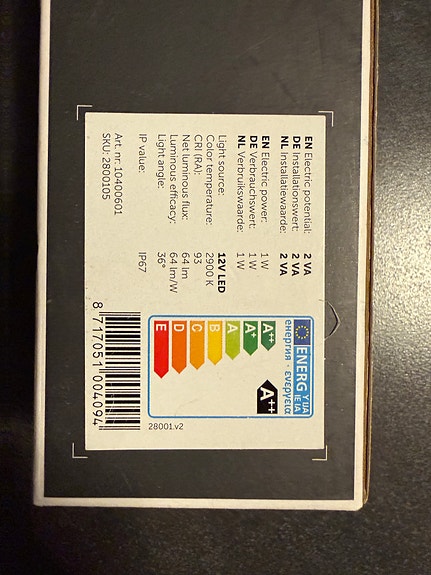 EN Electric potential: 2 VA
DE Installationswert: 2 VA
NL Installatiewaarde: 2 VA
EN Electric power: 1 W
DE Verbrauchswert: 1 W
NL Verbruikswaarde: 1 W
Light source: 12V LED
Color temperature: 2900 K
CRI (RA): 93
Net luminous flux: 64 lm
Luminous efficacy: 64 lm/W
Light angle: 36°
IP value: IP67
Art. nr. 10400601
SKU: 2800105
ENERG Y IJA
IE IA
енергия · ενεργεια
A++
A+
A
B
C
D
E
A++
28001.v2
8 717051 004094